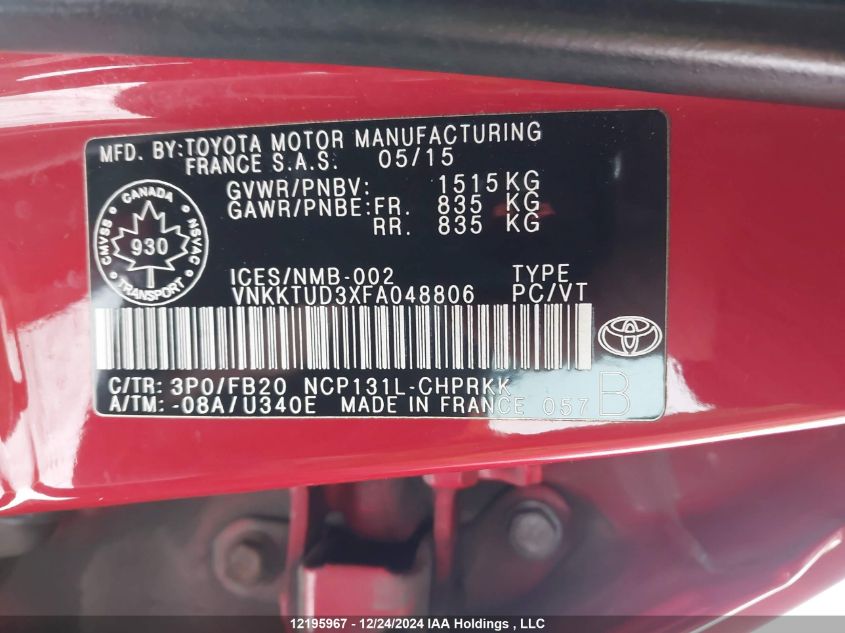 MFD. BY:TOYOTA MOTOR MANUFACTURING
FRANCE S.A.S. 05/15
GVWR/PNBV: 1515 KG
GAWR/PNBE:FR. 835 KG
RR. 835 KG
CANADA
CMVSS
930
NSVAC
TRANSPORT
ICES/NMB-002 TYPE
VNKKTUD3XFA048806 PC/VT
C/TR: 3P0/FB20 NCP131L-CHPRKK
A/TM: -08A/U340E MADE IN FRANCE 057 B
12195967 - 12/24/2024 IAA Holdings , LLC